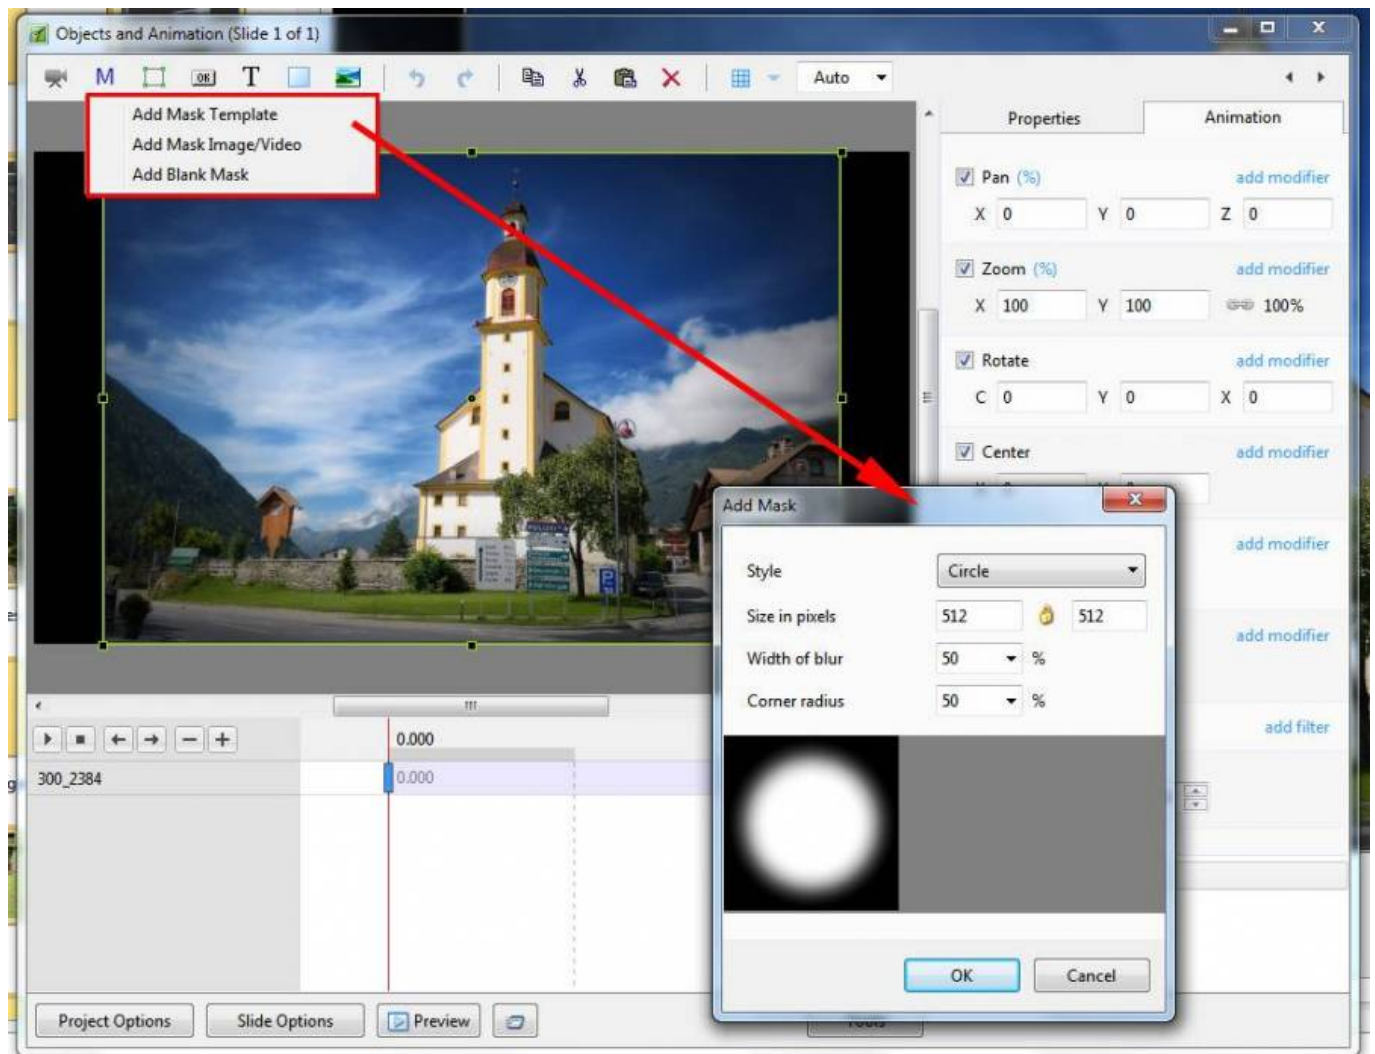 Objects and Animation (Slide 1 of 1)
M OK T Auto
Add Mask Template
Add Mask Image/Video
Add Blank Mask
Properties Animation
Pan (%) add modifier
X 0 Y 0 Z 0
Zoom (%) add modifier
X 100 Y 100 100%
Rotate add modifier
C 0 Y 0 X 0
Center add modifier
add modifier
add modifier
add filter
Add Mask
Style Circle
Size in pixels 512 512
Width of blur 50 %
Corner radius 50 %
OK Cancel
0.000
300_2384 0.000
Project Options Slide Options Preview Tools